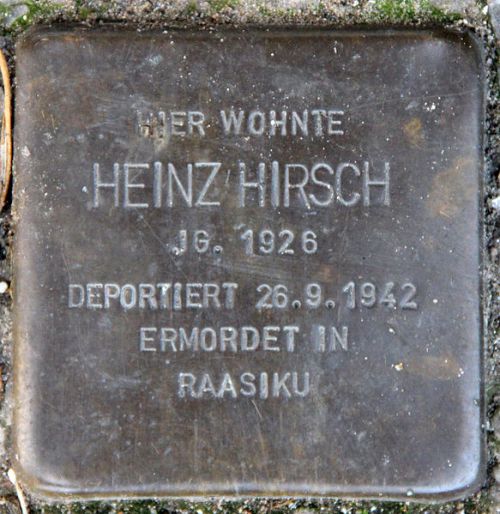 HIER WOHNTE
HEINZ HIRSCH
JG. 1926
DEPORTIERT 26.9.1942
ERMORDET IN
RAASIKU